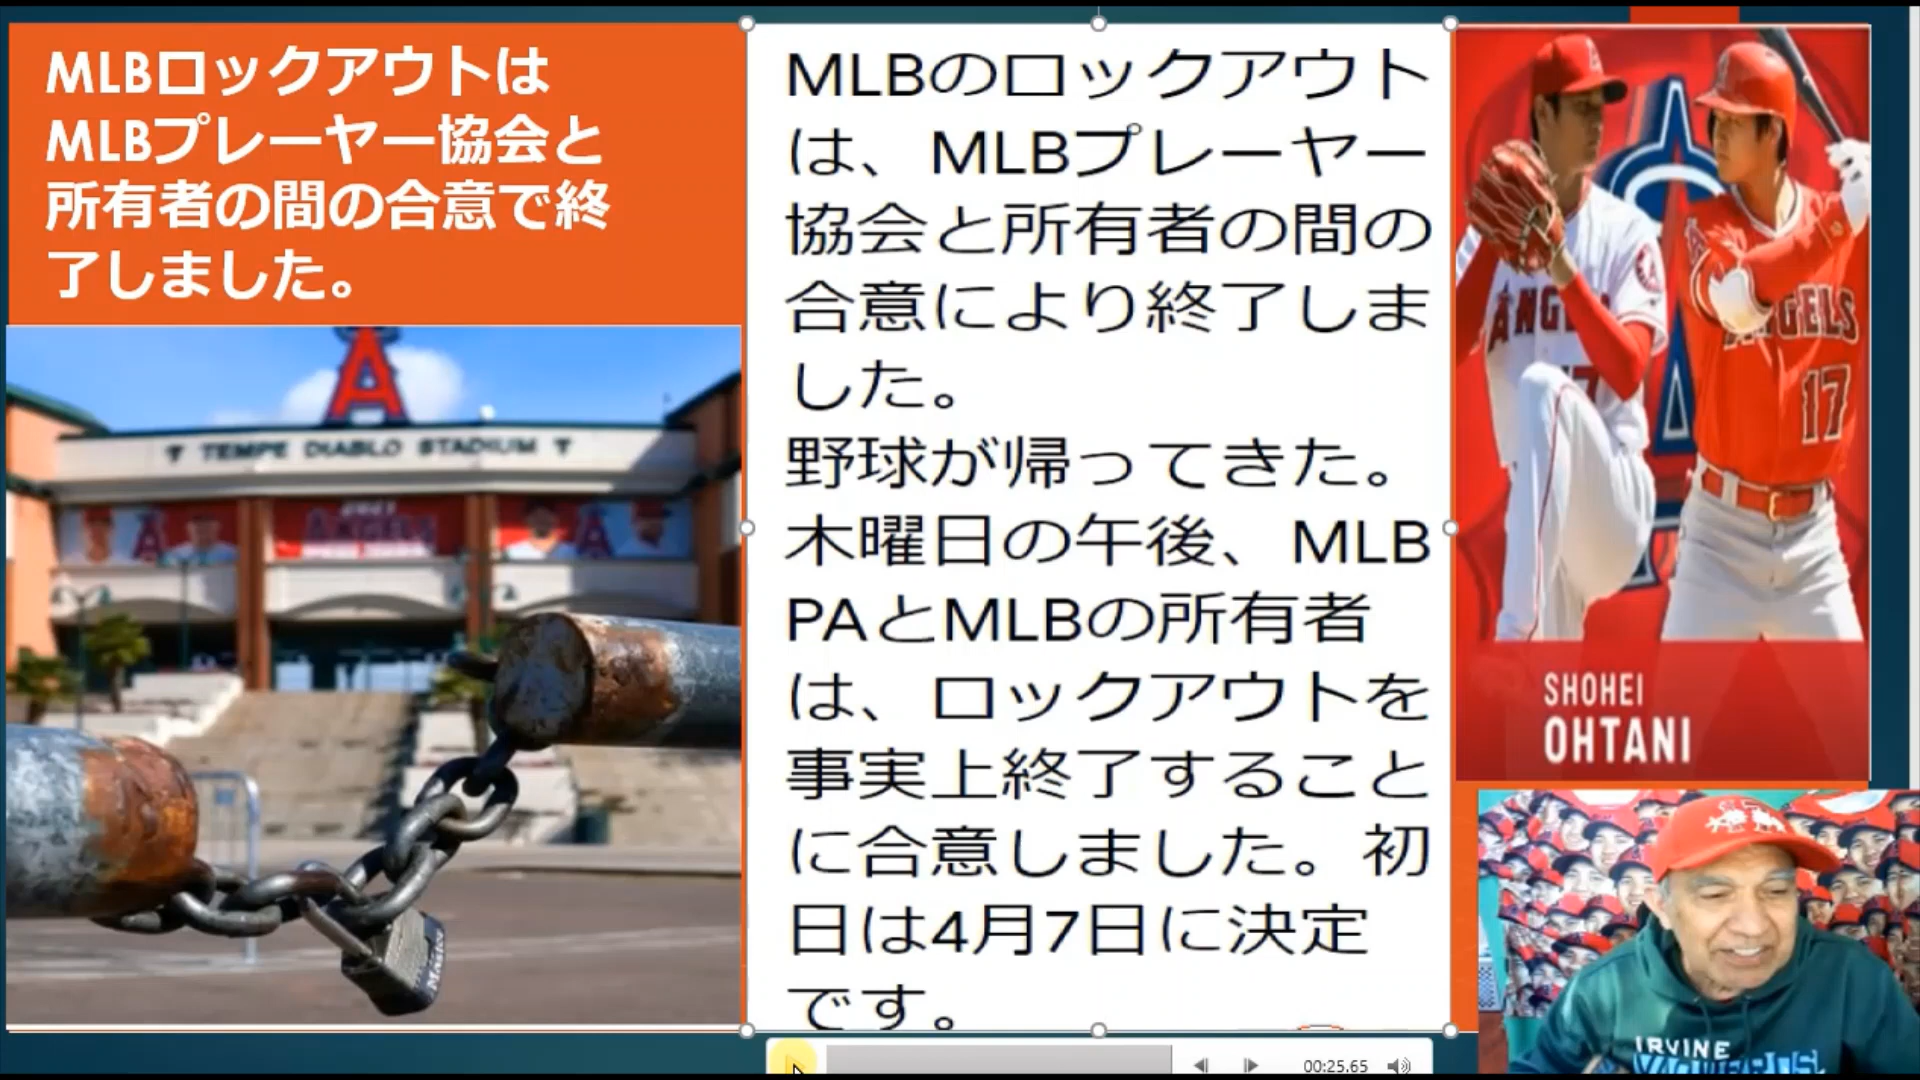 MLBロックアウトは
MLBプレーヤー協会と
所有者の間の合意で終
了しました。
TEMPE DIABLO STADIUM
A
ANGELS
Master
MLBのロックアウト
は、MLBプレーヤー
協会と所有者の間の
合意により終了しま
した。
野球が帰ってきた。
木曜日の午後、MLB
PAとMLBの所有者
は、ロックアウトを
事実上終了すること
に合意しました。初
日は4月7日に決定
です。
ANGELS
17
SHOHEI
OHTANI
IRVINE
00:25.65